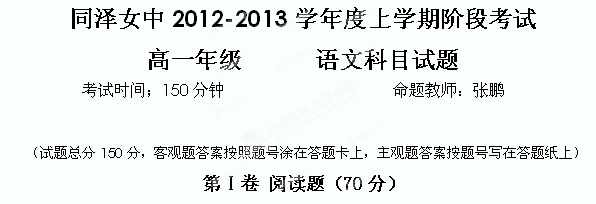 同泽女中 2012-2013 学年度上学期阶段考试
高一年级 语文科目试题
考试时间；150 分钟 命题教师：张鹏
（试题总分 150 分，客观题答案按照题号涂在答题卡上，主观题答案按题号写在答题纸上）
第 I 卷 阅读题（70 分）